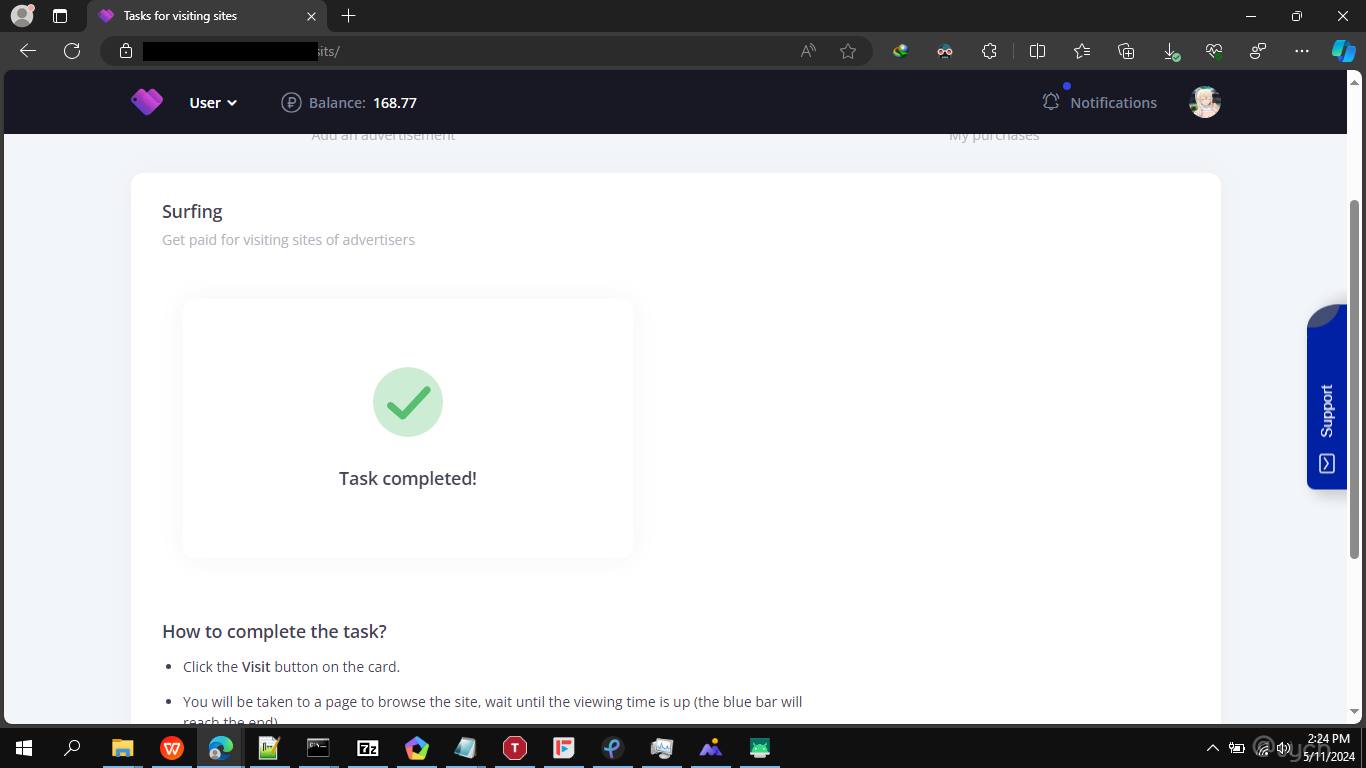 Tasks for visiting sites
sits/
User
Balance: 168.77
Notifications
Add an advertisement
My purchases
Surfing
Get paid for visiting sites of advertisers
Task completed!
Support
How to complete the task?
Click the Visit button on the card.
You will be taken to a page to browse the site, wait until the viewing time is up (the blue bar will
reach the end)
7z
2:24 PM
5/11/2024